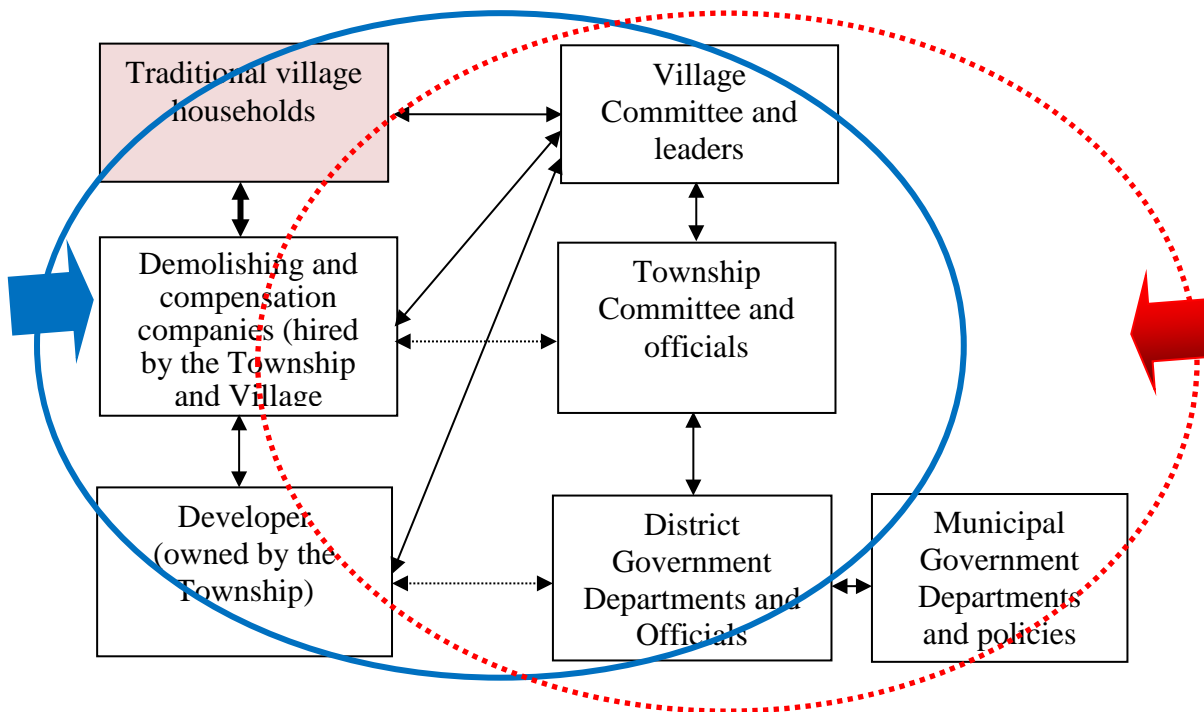 Traditional village
households
Village
Committee and
leaders
Demolishing and
compensation
companies (hired
by the Township
and Village
Township
Committee and
officials
Developer
(owned by the
Township)
District
Government
Departments and
Officials
Municipal
Government
Departments
and policies